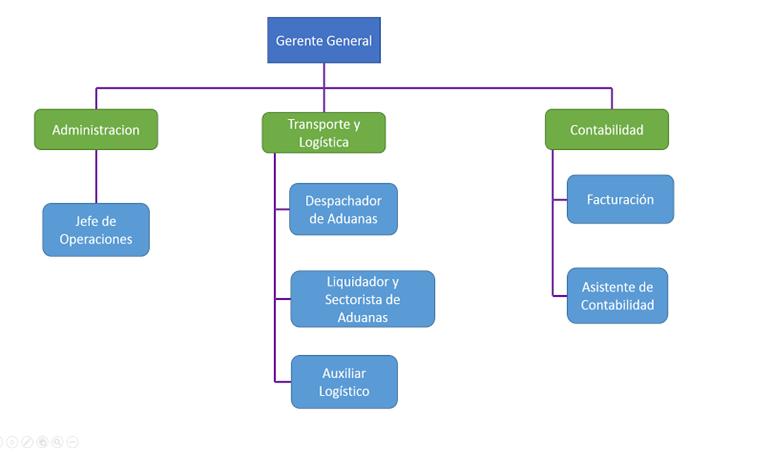 Gerente General
Administracion
Transporte y
Logística
Contabilidad
Jefe de
Operaciones
Despachador
de Aduanas
Facturación
Liquidador y
Sectorista de
Aduanas
Asistente de
Contabilidad
Auxiliar
Logístico